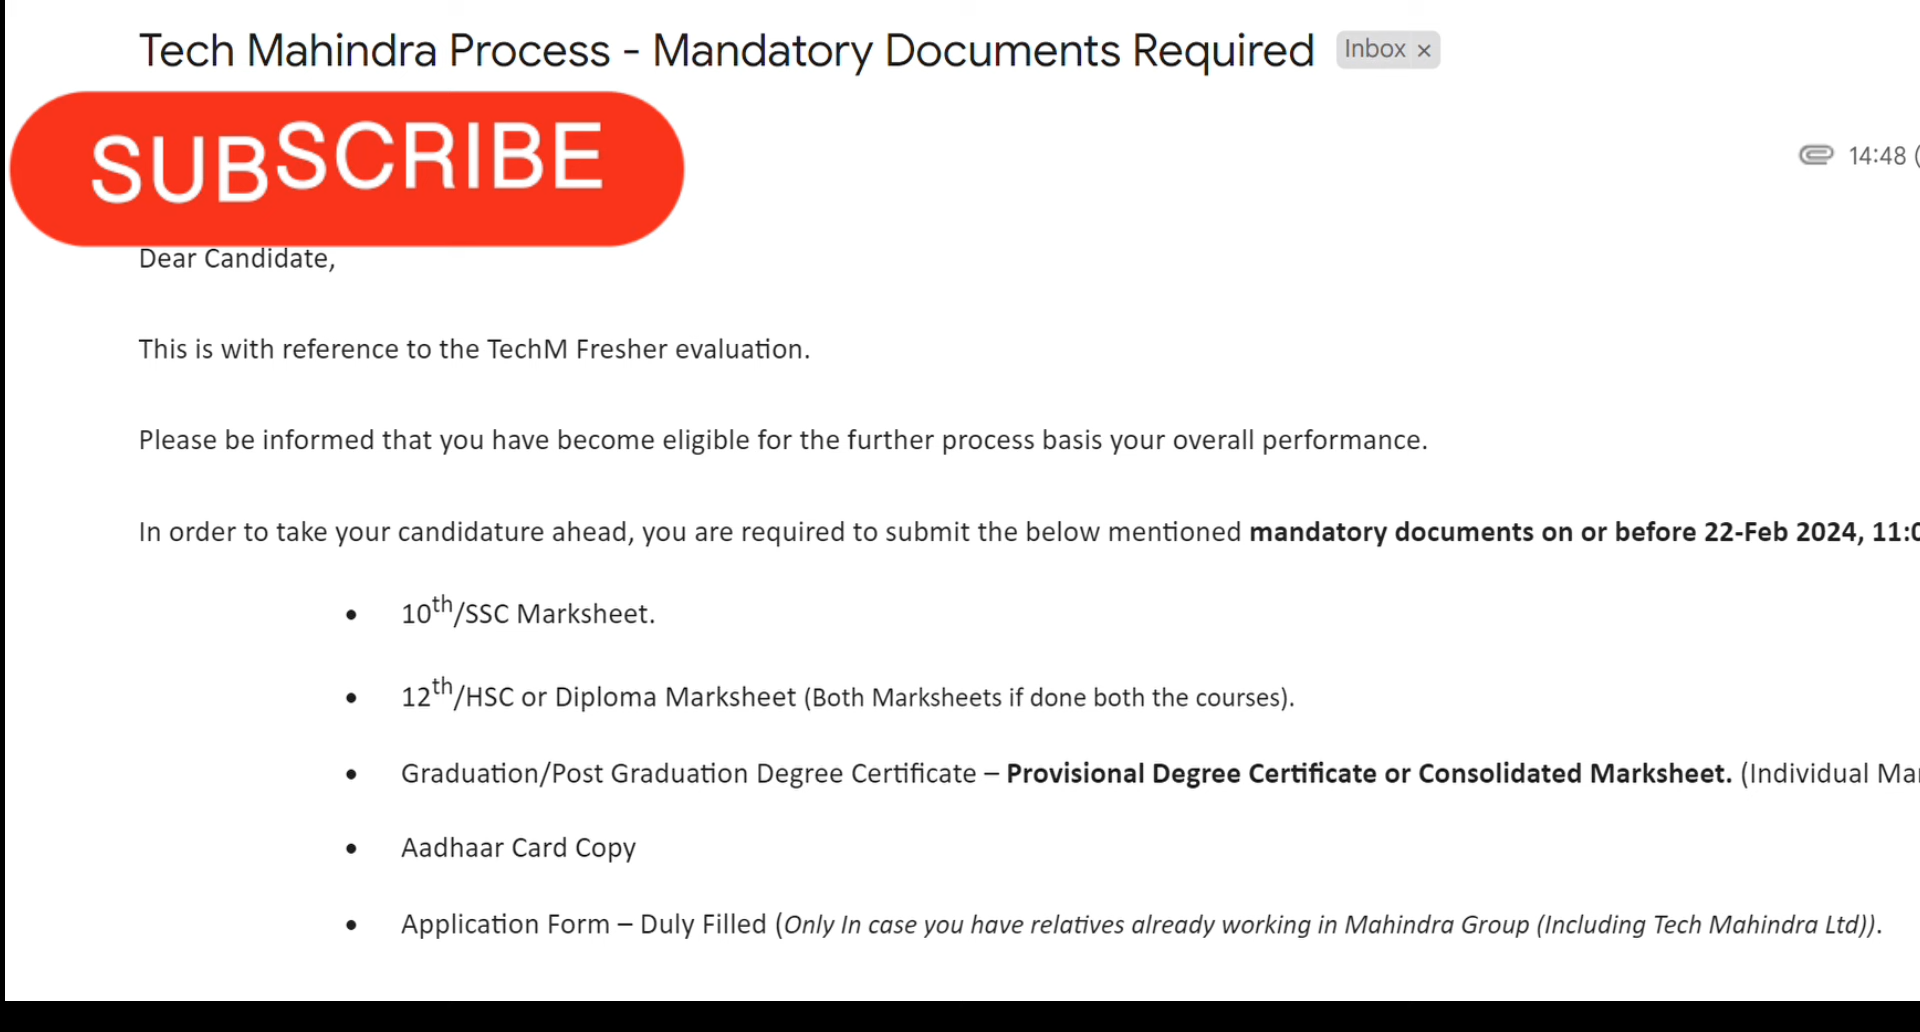 Tech Mahindra Process - Mandatory Documents Required Inbox ×
SUBSCRIBE
14:48 (
Dear Candidate,
This is with reference to the TechM Fresher evaluation.
Please be informed that you have become eligible for the further process basis your overall performance.
In order to take your candidature ahead, you are required to submit the below mentioned mandatory documents on or before 22-Feb 2024,
• 10th/SSC Marksheet.
• 12th/HSC or Diploma Marksheet (Both Marksheets if done both the courses).
• Graduation/Post Graduation Degree Certificate – Provisional Degree Certificate or Consolidated Marksheet. (Individual
• Aadhaar Card Copy
• Application Form – Duly Filled (Only In case you have relatives already working in Mahindra Group (Including Tech Mahindra Ltd)).